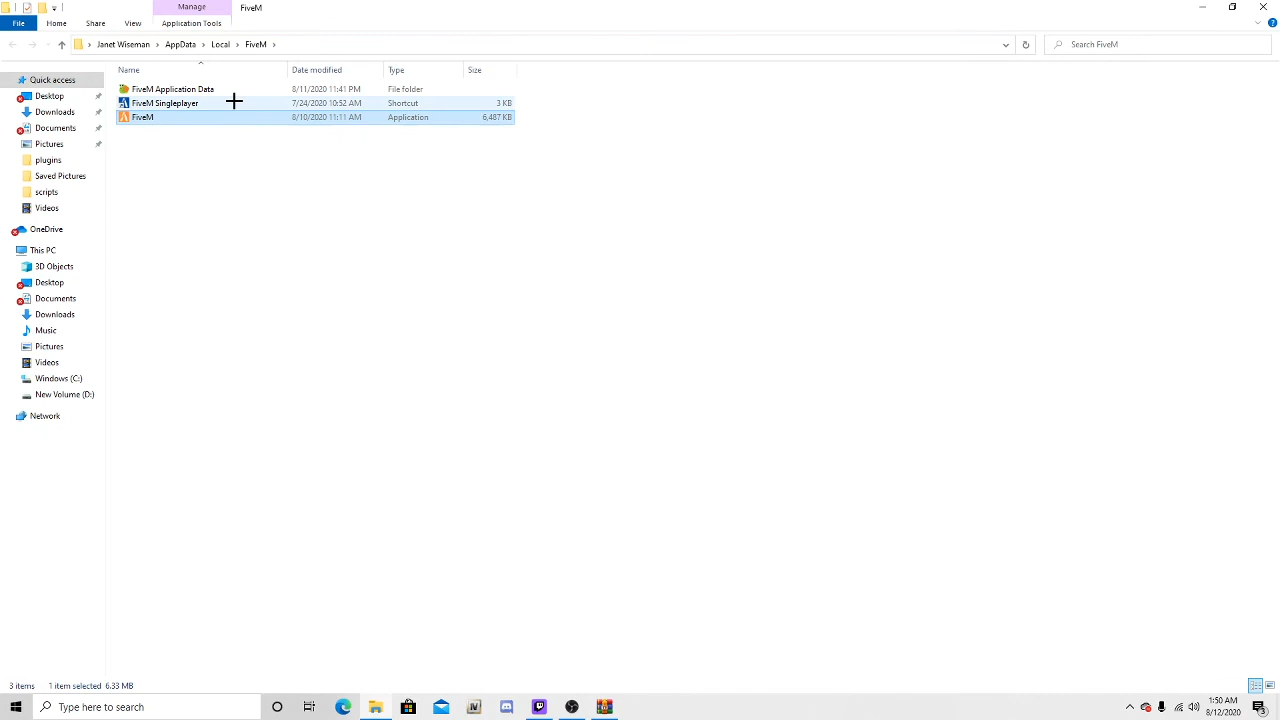 Manage
FiveM
File
Home
Share
View
Application Tools
Janet Wiseman
AppData
Local
FiveM
Search FiveM
Name
Date modified
Type
Size
FiveM Application Data
8/11/2020 11:41 PM
File folder
FiveM Singleplayer
7/24/2020 10:52 AM
Shortcut
3 KB
FiveM
8/10/2020 11:11 AM
Application
6,487 KB
Quick access
Desktop
Downloads
Documents
Pictures
plugins
Saved Pictures
scripts
Videos
OneDrive
This PC
3D Objects
Desktop
Documents
Downloads
Music
Pictures
Videos
Windows (C:)
New Volume (D:)
Network
3 items
1 item selected 6.33 MB
Type here to search
1:50 AM
8/12/2020
3